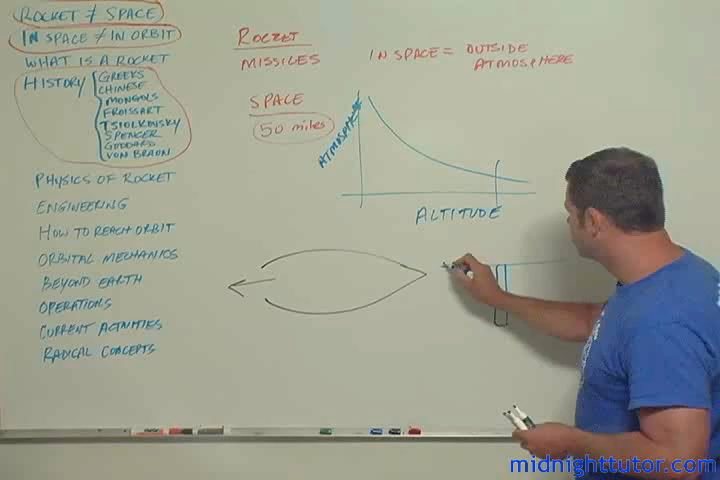 ROCKET ≠ SPACE
IN SPACE ≠ IN ORBIT
WHAT IS A ROCKET
HISTORY
GREEKS
CHINESE
MONGOLS
FROISSART
TSIOLKOVSKY
SPENCER
GODDARD
VON BRAUN
PHYSICS OF ROCKET
ENGINEERING
HOW TO REACH ORBIT
ORBITAL MECHANICS
BEYOND EARTH
OPERATIONS
CURRENT ACTIVITIES
RADICAL CONCEPTS
ROCKET
MISSILES
SPACE
50 miles
IN SPACE = OUTSIDE
ATMOSPHERE
ATMOSPHERE
ALTITUDE
midnighttutor.com